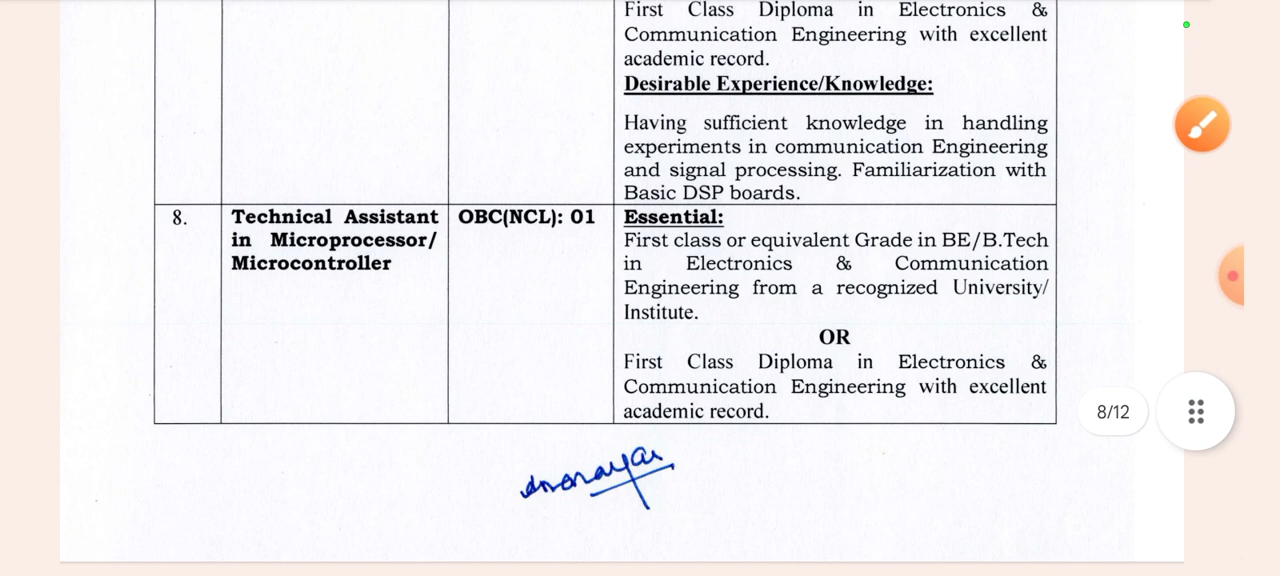 First Class Diploma in Electronics &
Communication Engineering with excellent
academic record.
Desirable Experience/Knowledge:
Having sufficient knowledge in handling
experiments in communication Engineering
and signal processing. Familiarization with
Basic DSP boards.
8.
Technical Assistant
in Microprocessor/
Microcontroller
OBC(NCL): 01
Essential:
First class or equivalent Grade in BE/B.Tech
in Electronics & Communication
Engineering from a recognized University/
Institute.
OR
First Class Diploma in Electronics &
Communication Engineering with excellent
academic record.
8/12